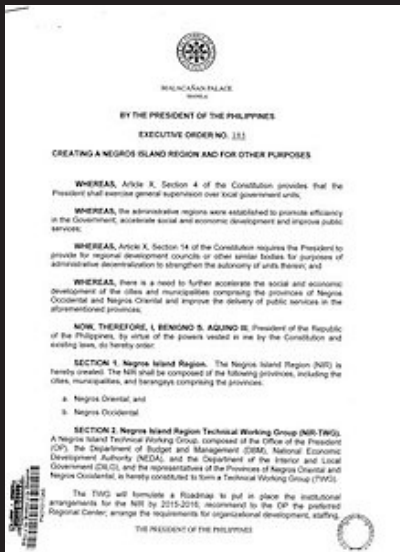 MALACAÑAN PALACE
MANILA
BY THE PRESIDENT OF THE PHILIPPINES
EXECUTIVE ORDER NO. 183
CREATING A NEGROS ISLAND REGION AND FOR OTHER PURPOSES
WHEREAS, Article X, Section 4 of the Constitution provides that the
President shall exercise general supervision over local government units;
WHEREAS, the administrative regions were established to promote efficiency
in the Government, accelerate social and economic development and improve public
services;
WHEREAS, Article X, Section 14 of the Constitution requires the President to
provide for regional development councils or other similar bodies for purposes of
administrative decentralization to strengthen the autonomy of units therein; and
WHEREAS, there is a need to further accelerate the social and economic
development of the cities and municipalities comprising the provinces of Negros
Occidental and Negros Oriental and improve the delivery of public services in the
aforementioned provinces;
NOW, THEREFORE, I, BENIGNO S. AQUINO III, President of the Republic
of the Philippines, by virtue of the powers vested in me by the Constitution and
existing laws, do hereby order:
SECTION 1. Negros Island Region. The Negros Island Region (NIR) is
hereby created. The NIR shall be composed of the following provinces, including the
cities, municipalities, and barangays comprising the provinces:
a. Negros Oriental; and
b. Negros Occidental
SECTION 2. Negros Island Region Technical Working Group (NIR-TWG).
A Negros Island Technical Working Group, composed of the Office of the President
(OP), the Department of Budget and Management (DBM), National Economic
Development Authority (NEDA), and the Department of the Interior and Local
Government (DILG), and the representatives of the Provinces of Negros Oriental and
Negros Occidental, is hereby constituted to form a Technical Working Group (TWG).
The TWG will formulate a Roadmap to put in place the institutional
arrangements for the NIR by 2015-2016, recommend to the OP the preferred
Regional Center, arrange the requirements for organizational development, staffing,
THE PRESIDENT OF THE PHILIPPINES